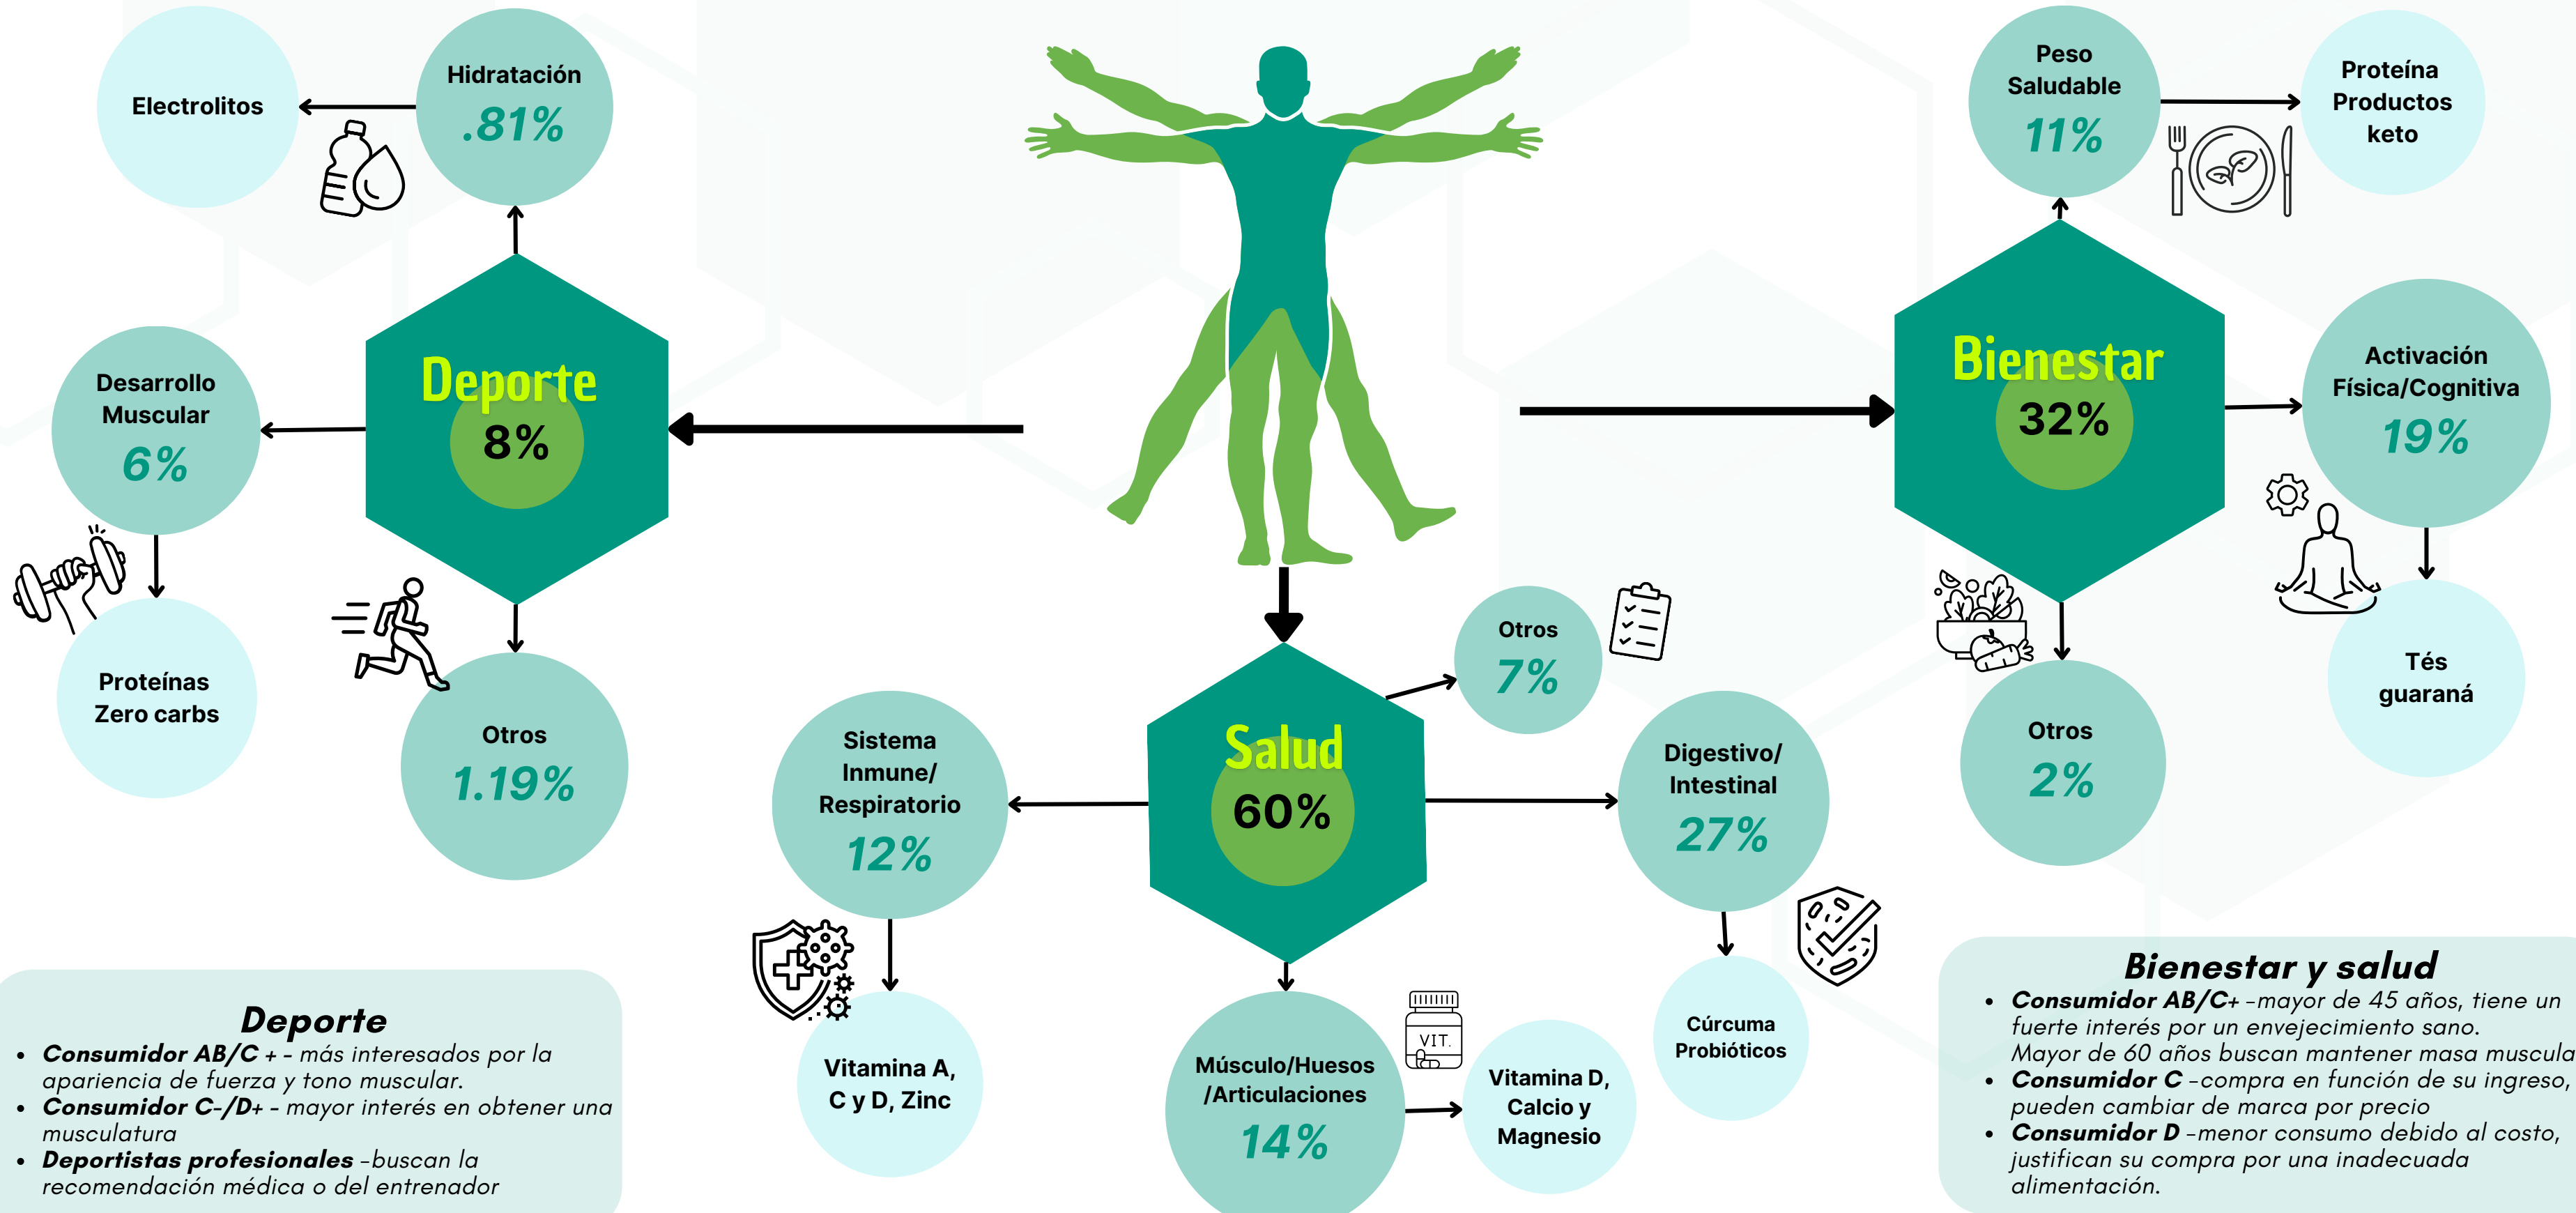 Electrolitos
Hidratación
.81%
Desarrollo
Muscular
6%
Deporte
8%
Proteínas
Zero carbs
Otros
1.19%
Peso
Saludable
11%
Proteína
Productos
keto
Bienestar
32%
Activación
Física/Cognitiva
19%
Tés
guaraná
Otros
2%
Salud
60%
Otros
7%
Sistema
Inmune/
Respiratorio
12%
Vitamina A,
C y D, Zinc
Digestivo/
Intestinal
27%
Cúrcuma
Probióticos
Músculo/Huesos
/Articulaciones
14%
VIT.
Vitamina D,
Calcio y
Magnesio
Deporte
• Consumidor AB/C + - más interesados por la
apariencia de fuerza y tono muscular.
• Consumidor C-/D+ - mayor interés en obtener una
musculatura
• Deportistas profesionales -buscan la
recomendación médica o del entrenador
Bienestar y salud
• Consumidor AB/C+ -mayor de 45 años, tiene un
fuerte interés por un envejecimiento sano.
Mayor de 60 años buscan mantener masa muscula
• Consumidor C -compra en función de su ingreso,
pueden cambiar de marca por precio
• Consumidor D -menor consumo debido al costo,
justifican su compra por una inadecuada
alimentación.